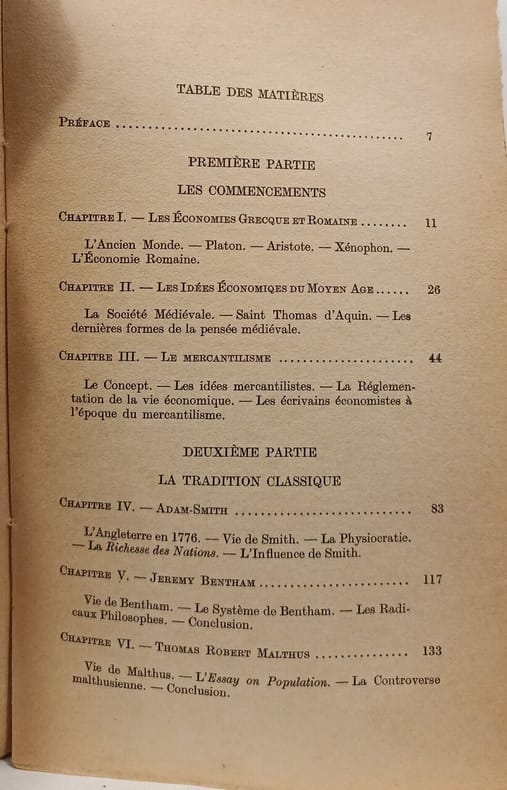 TABLE DES MATIÈRES
PRÉFACE ............................................ 7
PREMIÈRE PARTIE
LES COMMENCEMENTS
CHAPITRE I. — LES ÉCONOMIES GRECQUE ET ROMAINE ........ 11
L'Ancien Monde. — Platon. — Aristote. — Xénophon. —
L'Économie Romaine.
CHAPITRE II. — LES IDÉES ÉCONOMIQES DU MOYEN AGE...... 26
La Société Médiévale. — Saint Thomas d'Aquin. — Les
dernières formes de la pensée médiévale.
CHAPITRE III. — LE MERCANTILISME ..................... 44
Le Concept. — Les idées mercantilistes. — La Réglemen-
tation de la vie économique. — Les écrivains économistes à
l'époque du mercantilisme.
DEUXIÈME PARTIE
LA TRADITION CLASSIQUE
CHAPITRE IV. — ADAM-SMITH ........................... 83
L'Angleterre en 1776. — Vie de Smith. — La Physiocratie.
— La Richesse des Nations. — L'Influence de Smith.
CHAPITRE V. — JEREMY BENTHAM ....................... 117
Vie de Bentham. — Le Système de Bentham. — Les Radi-
caux Philosophes. — Conclusion.
CHAPITRE VI. — THOMAS ROBERT MALTHUS ............... 133
Vie de Malthus. — L'Essay on Population. — La Controverse
malthusienne. — Conclusion.